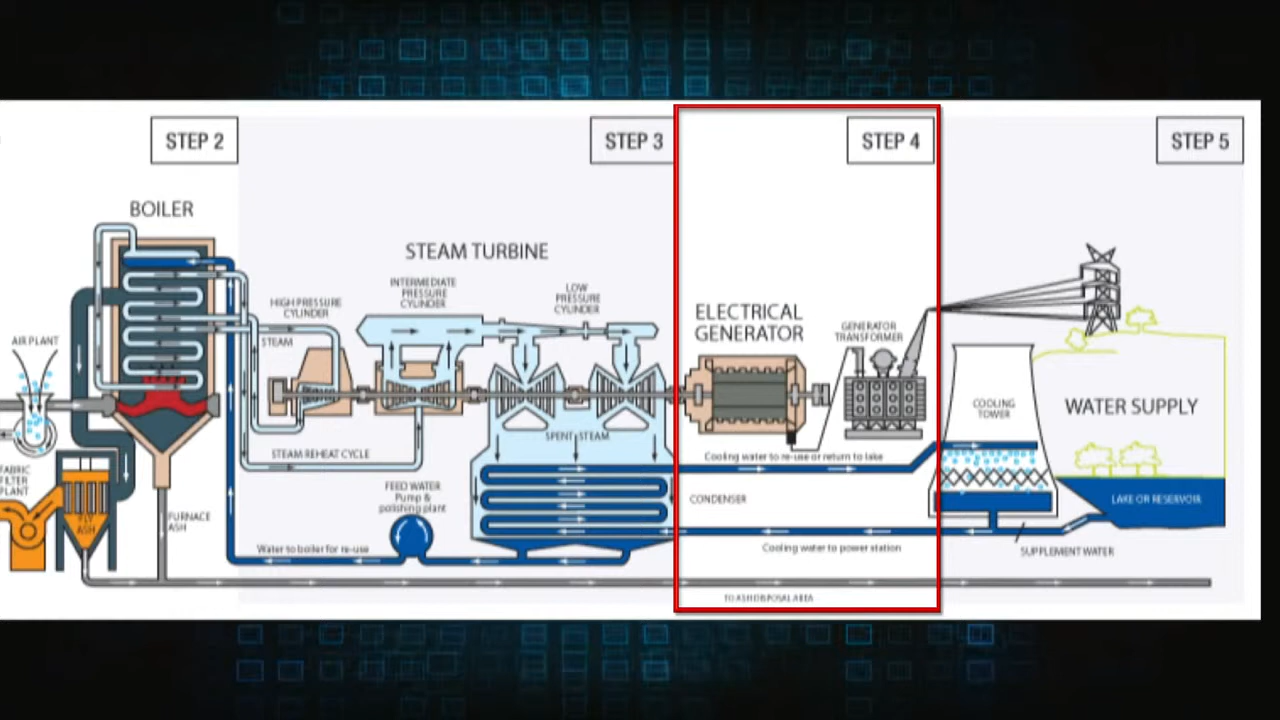 STEP 2
STEP 3
STEP 4
STEP 5
BOILER
STEAM TURBINE
INTERMEDIATE
PRESSURE
CYLINDER
LOW
PRESSURE
CYLINDER
HIGH PRESSURE
CYLINDER
STEAM
ELECTRICAL
GENERATOR
GENERATOR
TRANSFORMER
AIR PLANT
COOLING
TOWER
WATER SUPPLY
SPENT STEAM
STEAM REHEAT CYCLE
Cooling water to re-use or return to lake
FABRIC
FILTER
PLANT
FEED WATER
Pump &
polishing plant
CONDENSER
LAKE OR RESERVOIR
FLY
ASH
FURNACE
ASH
Water to boiler for re-use
Cooling water to power station
SUPPLEMENT WATER
TO ASH DISPOSAL AREA